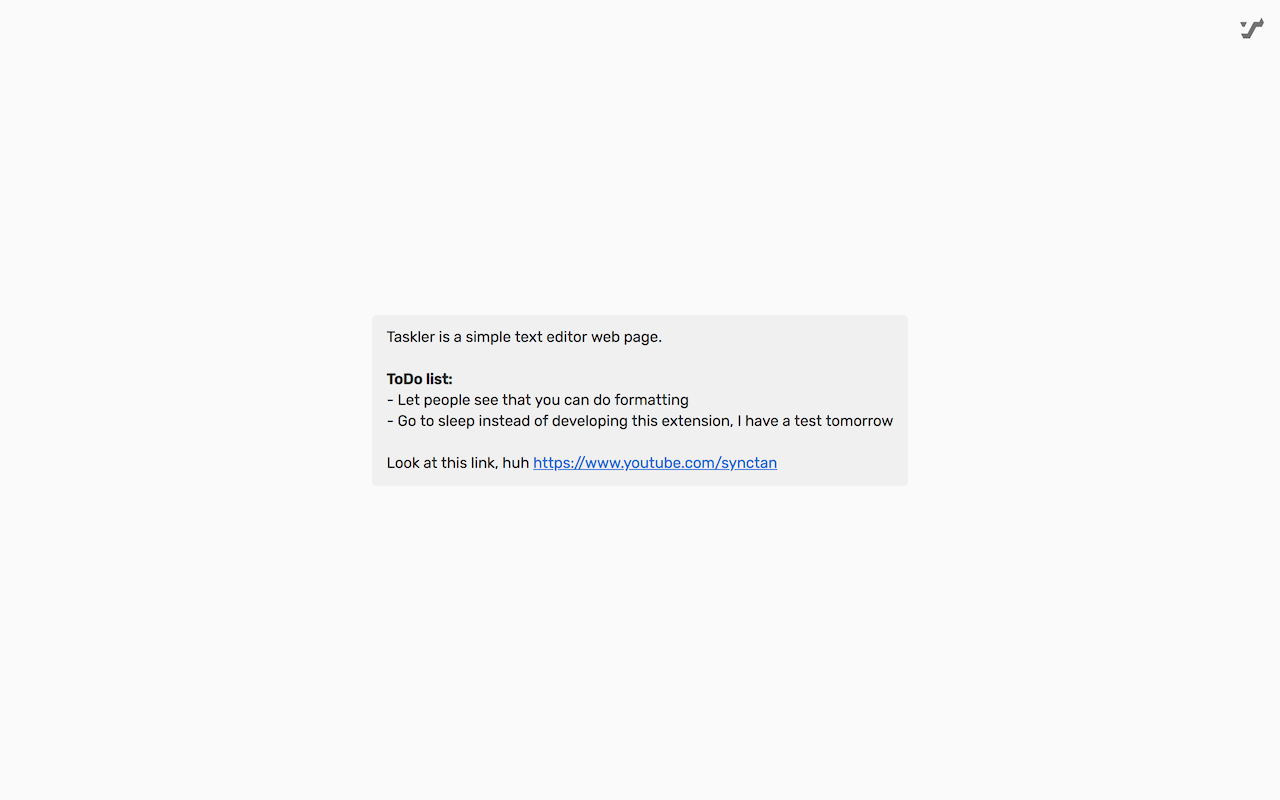 Taskler is a simple text editor web page.
ToDo list:
- Let people see that you can do formatting
- Go to sleep instead of developing this extension, I have a test tomorrow
Look at this link, huh https://www.youtube.com/synctan